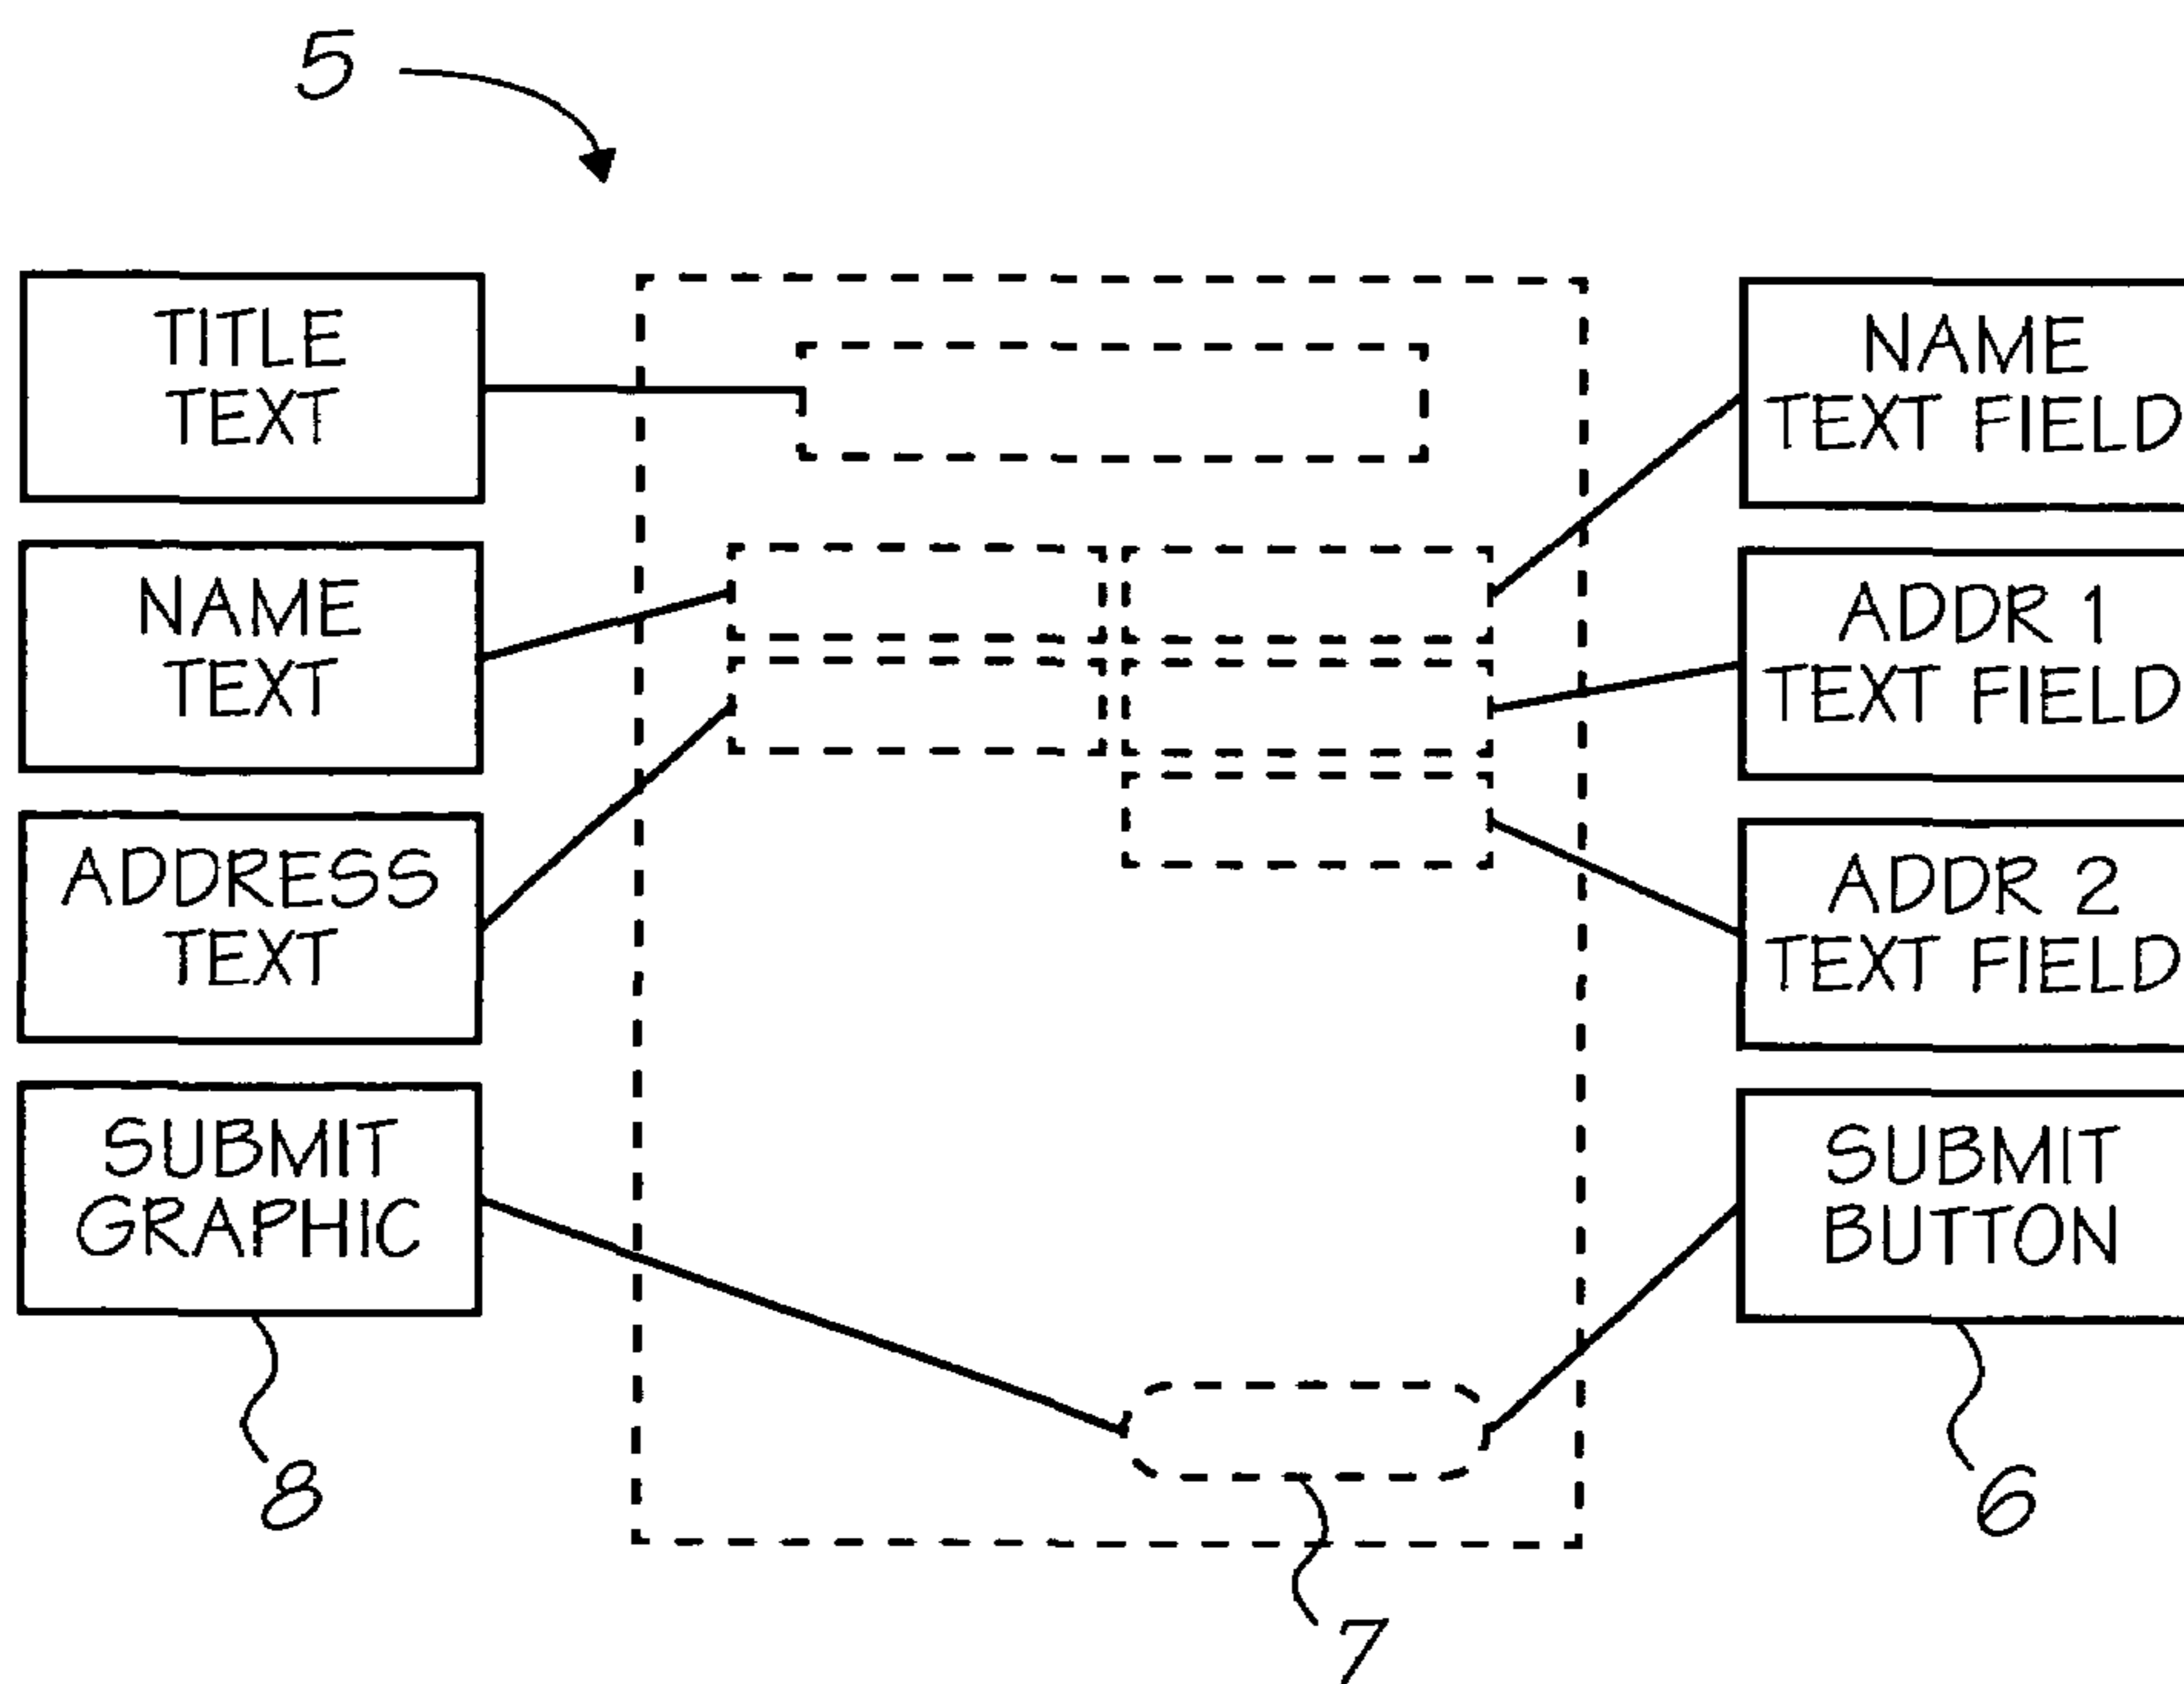 5
TITLE
TEXT
NAME
TEXT
ADDRESS
TEXT
SUBMIT
GRAPHIC
8
NAME
TEXT FIELD
ADDR 1
TEXT FIELD
ADDR 2
TEXT FIELD
SUBMIT
BUTTON
6
7